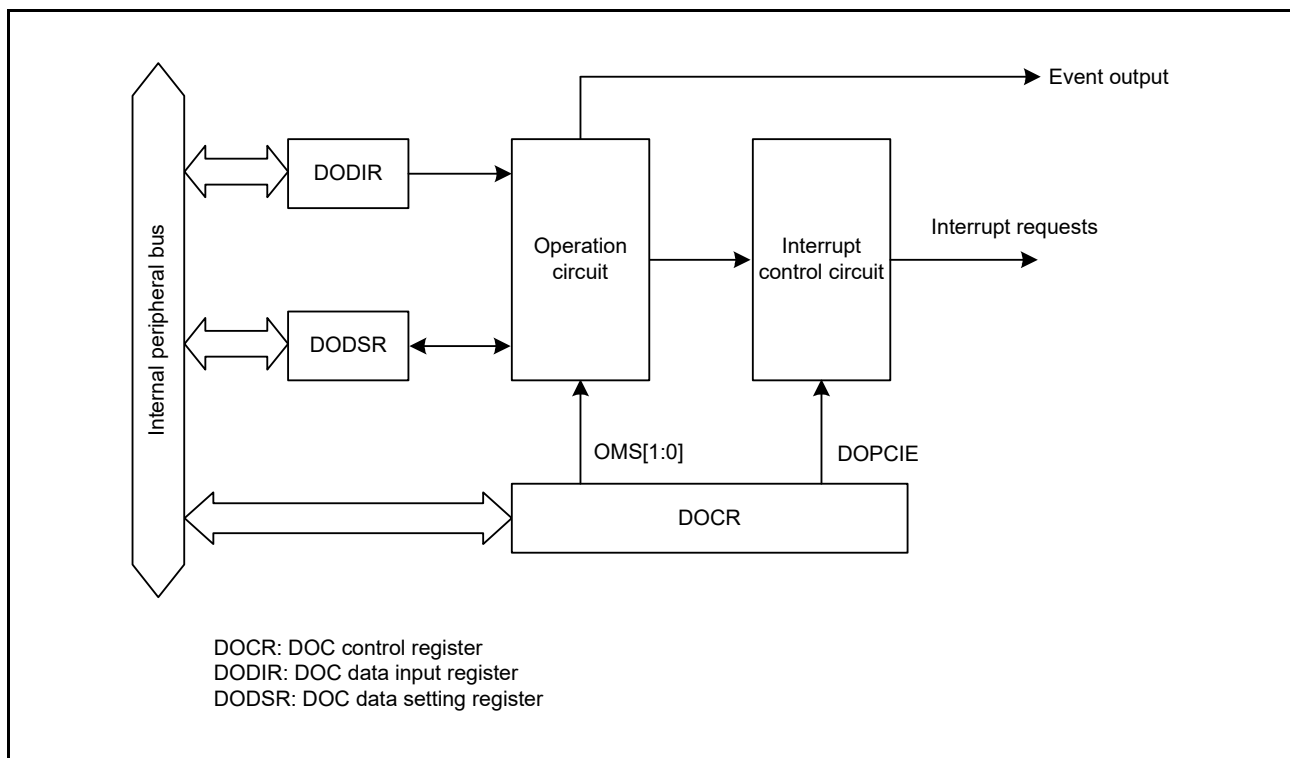 Event output
DODIR
Operation
circuit
Interrupt
control circuit
Interrupt requests
Internal peripheral bus
DODSR
OMS[1:0]
DOPCIE
DOCR
DOCR: DOC control register
DODIR: DOC data input register
DODSR: DOC data setting register